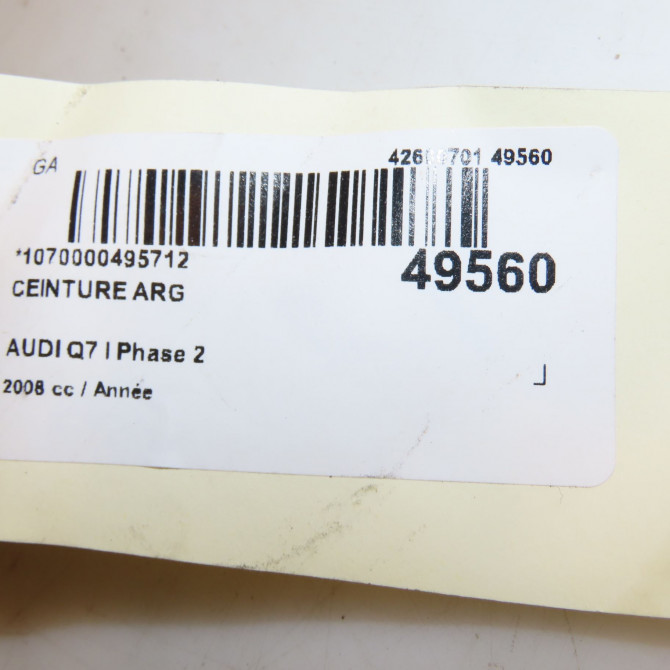 GA
49560
*1070000495712
49560
CEINTURE ARG
AUDI Q7 I Phase 2
2008 cc / Année